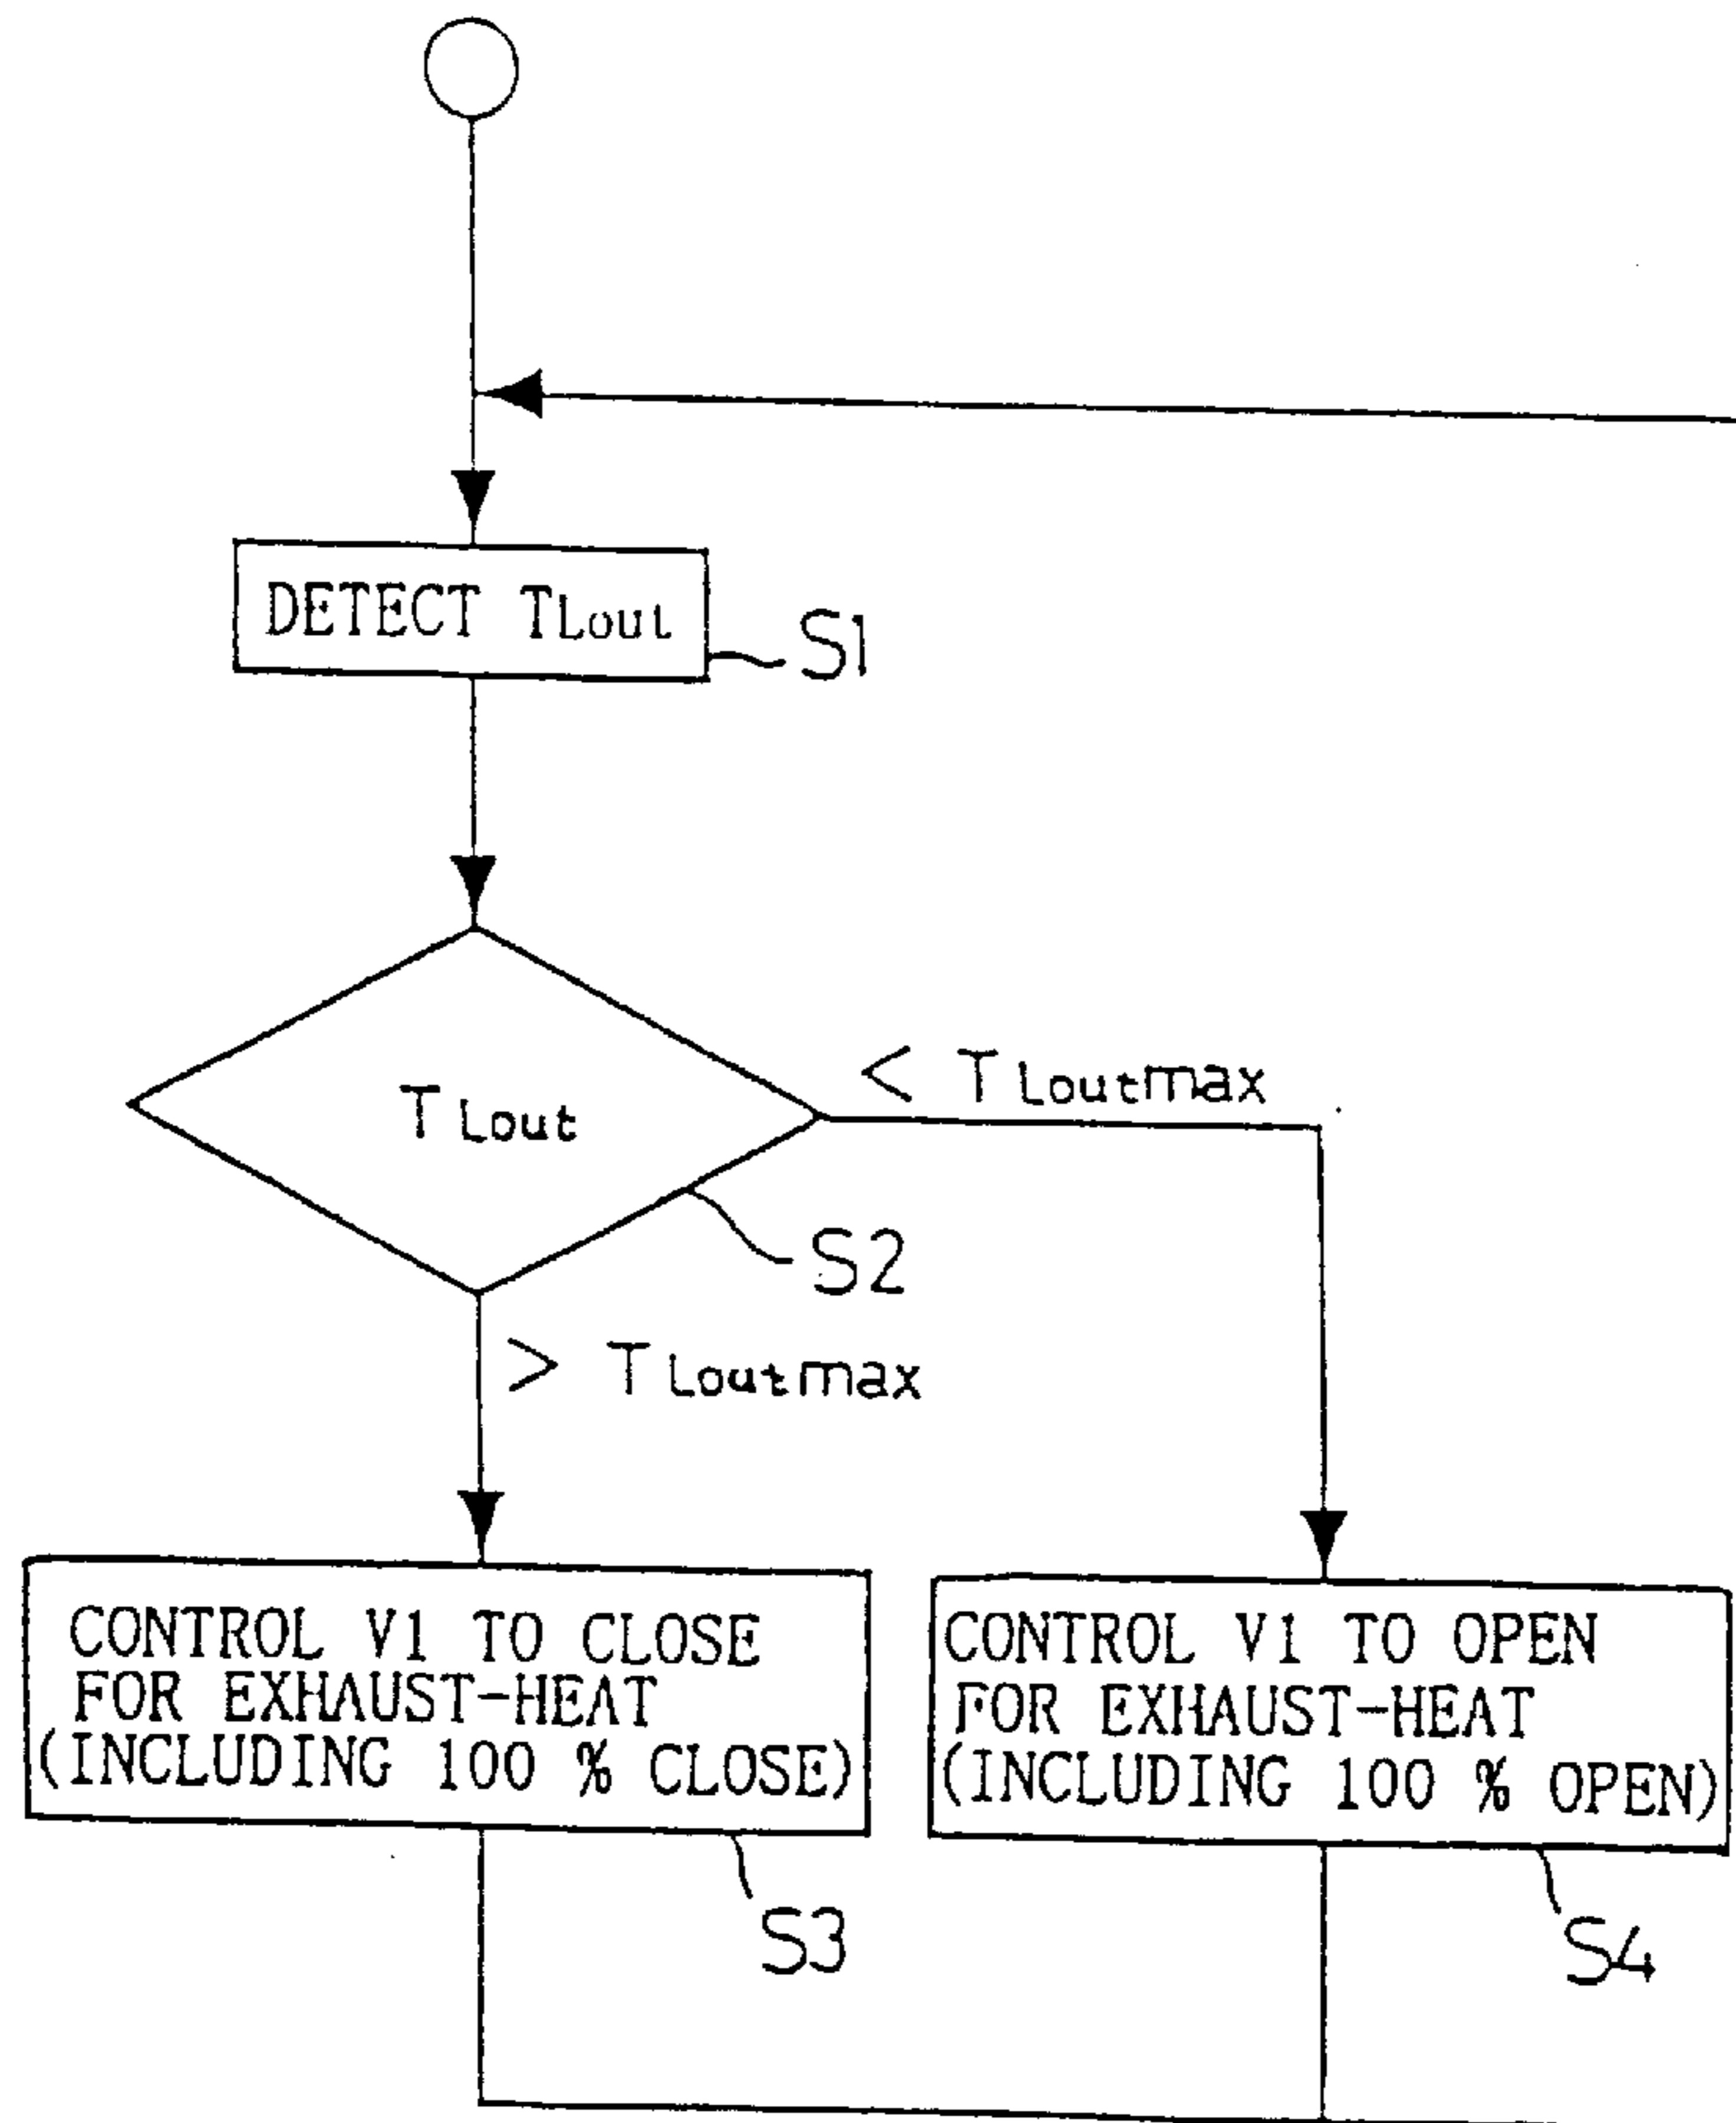 DETECT TLout
S1
TLout
< TLoutmax
S2
> TLoutmax
CONTROL V1 TO CLOSE
FOR EXHAUST-HEAT
(INCLUDING 100 % CLOSE)
S3
CONTROL V1 TO OPEN
FOR EXHAUST-HEAT
(INCLUDING 100 % OPEN)
S4